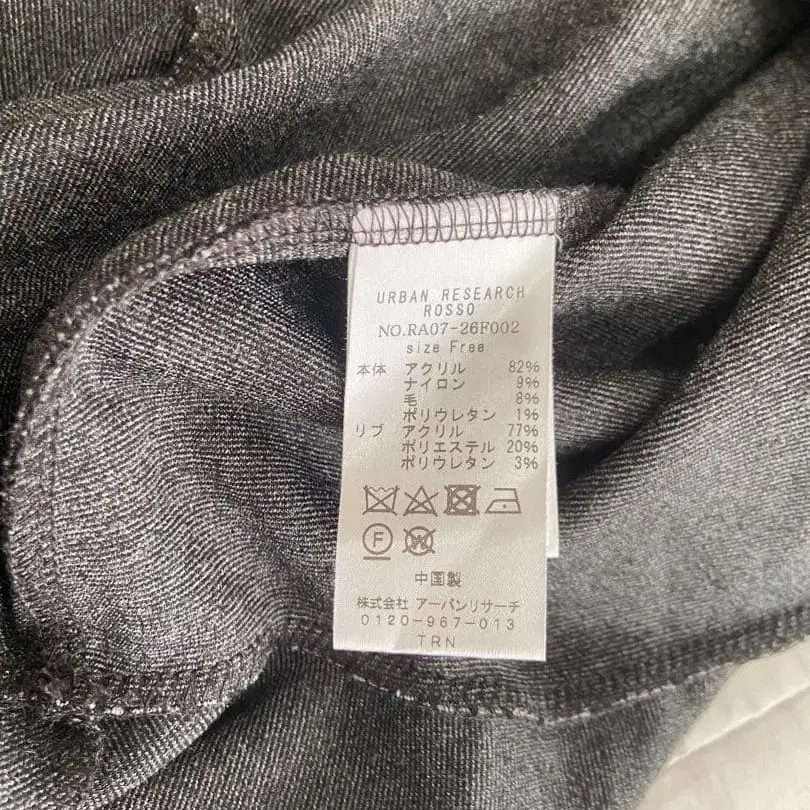 URBAN RESEARCH
ROSSO
NO.RA07-26F002
size Free
本体 アクリル 82%
ナイロン 9%
毛 8%
ポリウレタン 1%
リブ アクリル 77%
ポリエステル 20%
ポリウレタン 3%
F W
中国製
株式会社 アーバンリサーチ
0120-967-013
TRN